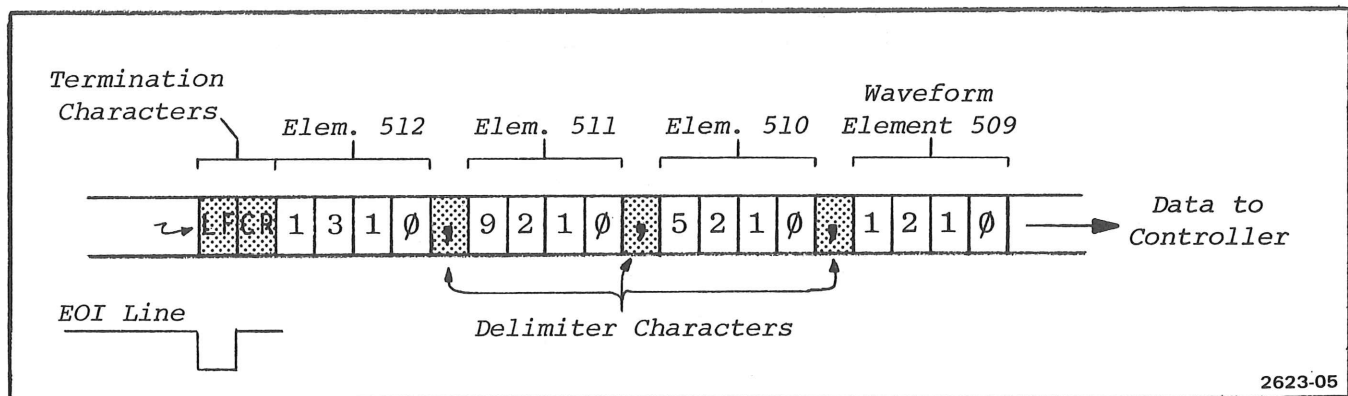 Termination
Characters
Elem. 512
Elem. 511
Elem. 510
Waveform
Element 509
LF CR 1 3 1 Ø , 9 2 1 Ø , 5 2 1 Ø , 1 2 1 Ø
Data to
Controller
EOI Line
Delimiter Characters
2623-05